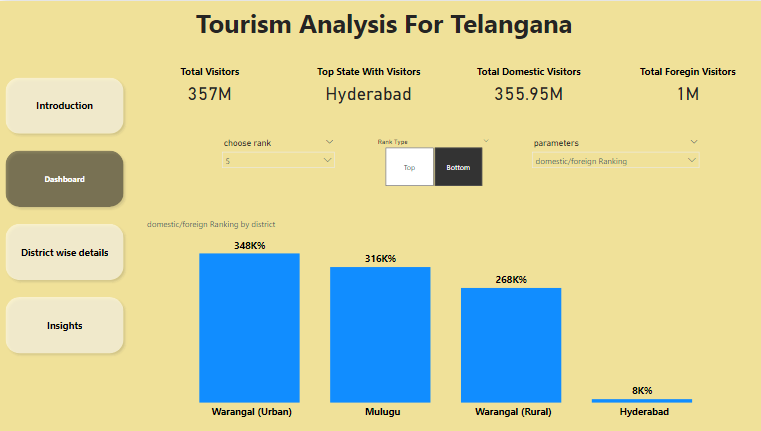 Tourism Analysis For Telangana
Total Visitors
357M
Top State With Visitors
Hyderabad
Total Domestic Visitors
355.95M
Total Foregin Visitors
1M
Introduction
Dashboard
District wise details
Insights
choose rank
5
Rank Type
Top
Bottom
parameters
domestic/foreign Ranking
domestic/foreign Ranking by district
348K%
316K%
268K%
8K%
Warangal (Urban)
Mulugu
Warangal (Rural)
Hyderabad